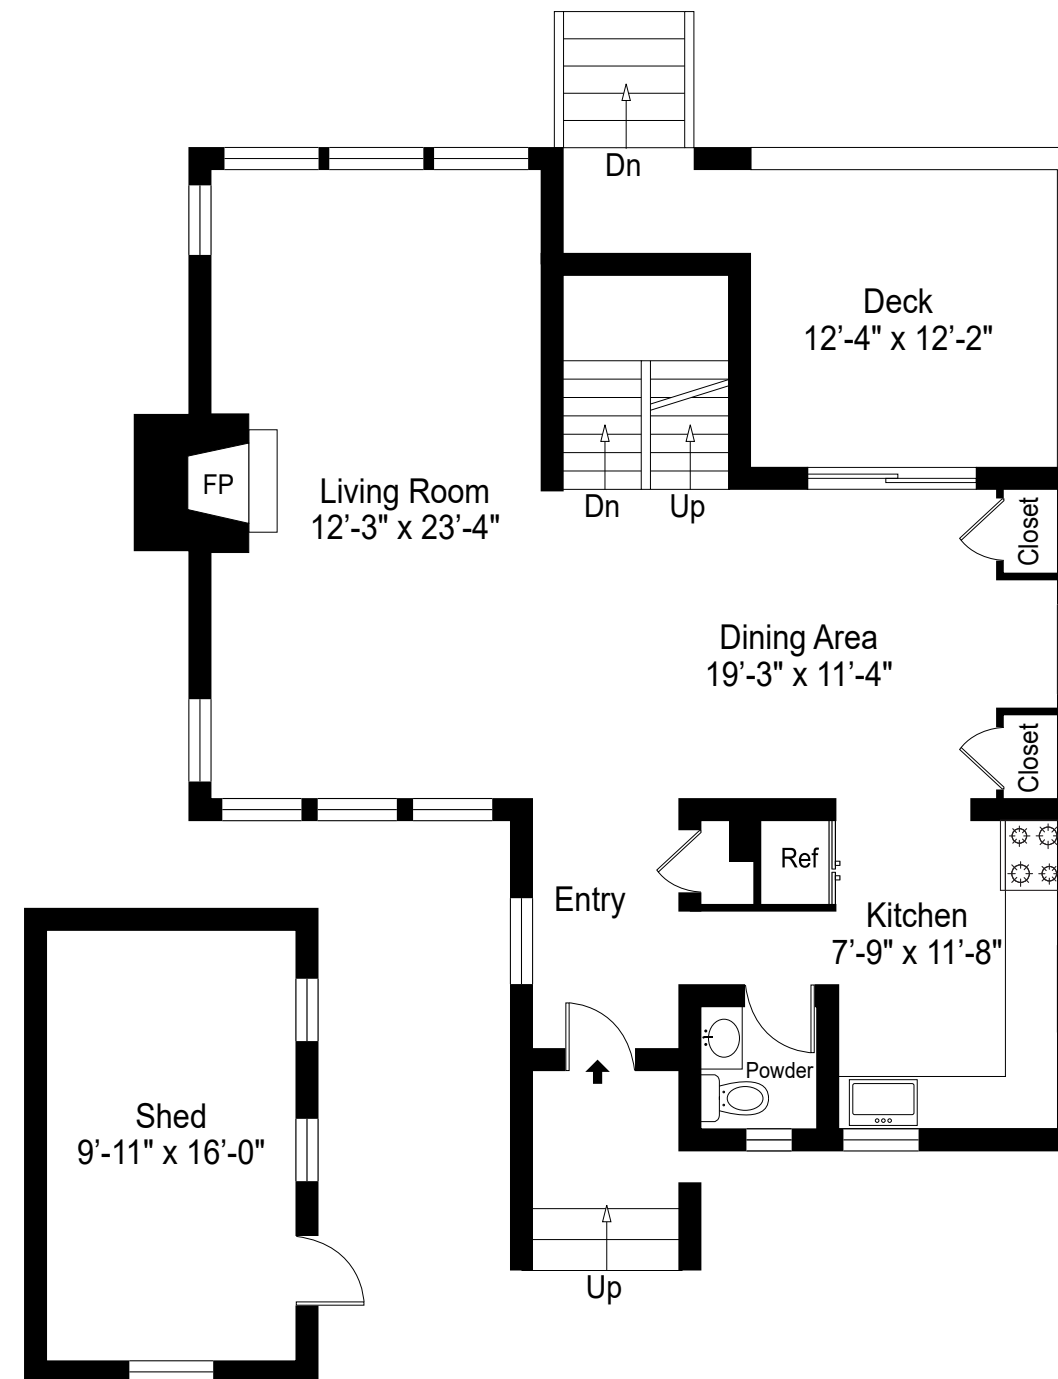 Dn
Deck
12’-4" x 12’-2"
FP
Living Room
12’-3" x 23’-4"
Dn
Up
Closet
Dining Area
19’-3" x 11’-4"
Closet
Ref
Entry
Kitchen
7’-9" x 11’-8"
Powder
Shed
9’-11" x 16’-0"
Up